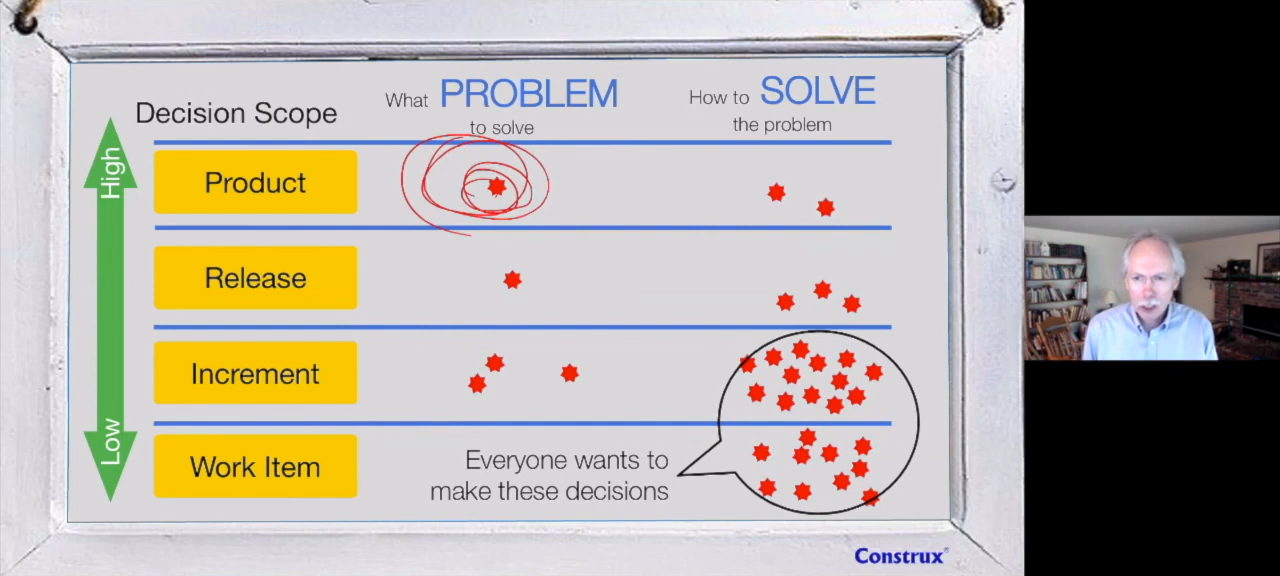 What PROBLEM
to solve
How to SOLVE
the problem
Decision Scope
High
Product
Release
Increment
Low
Work Item
Everyone wants to
make these decisions
Construx®